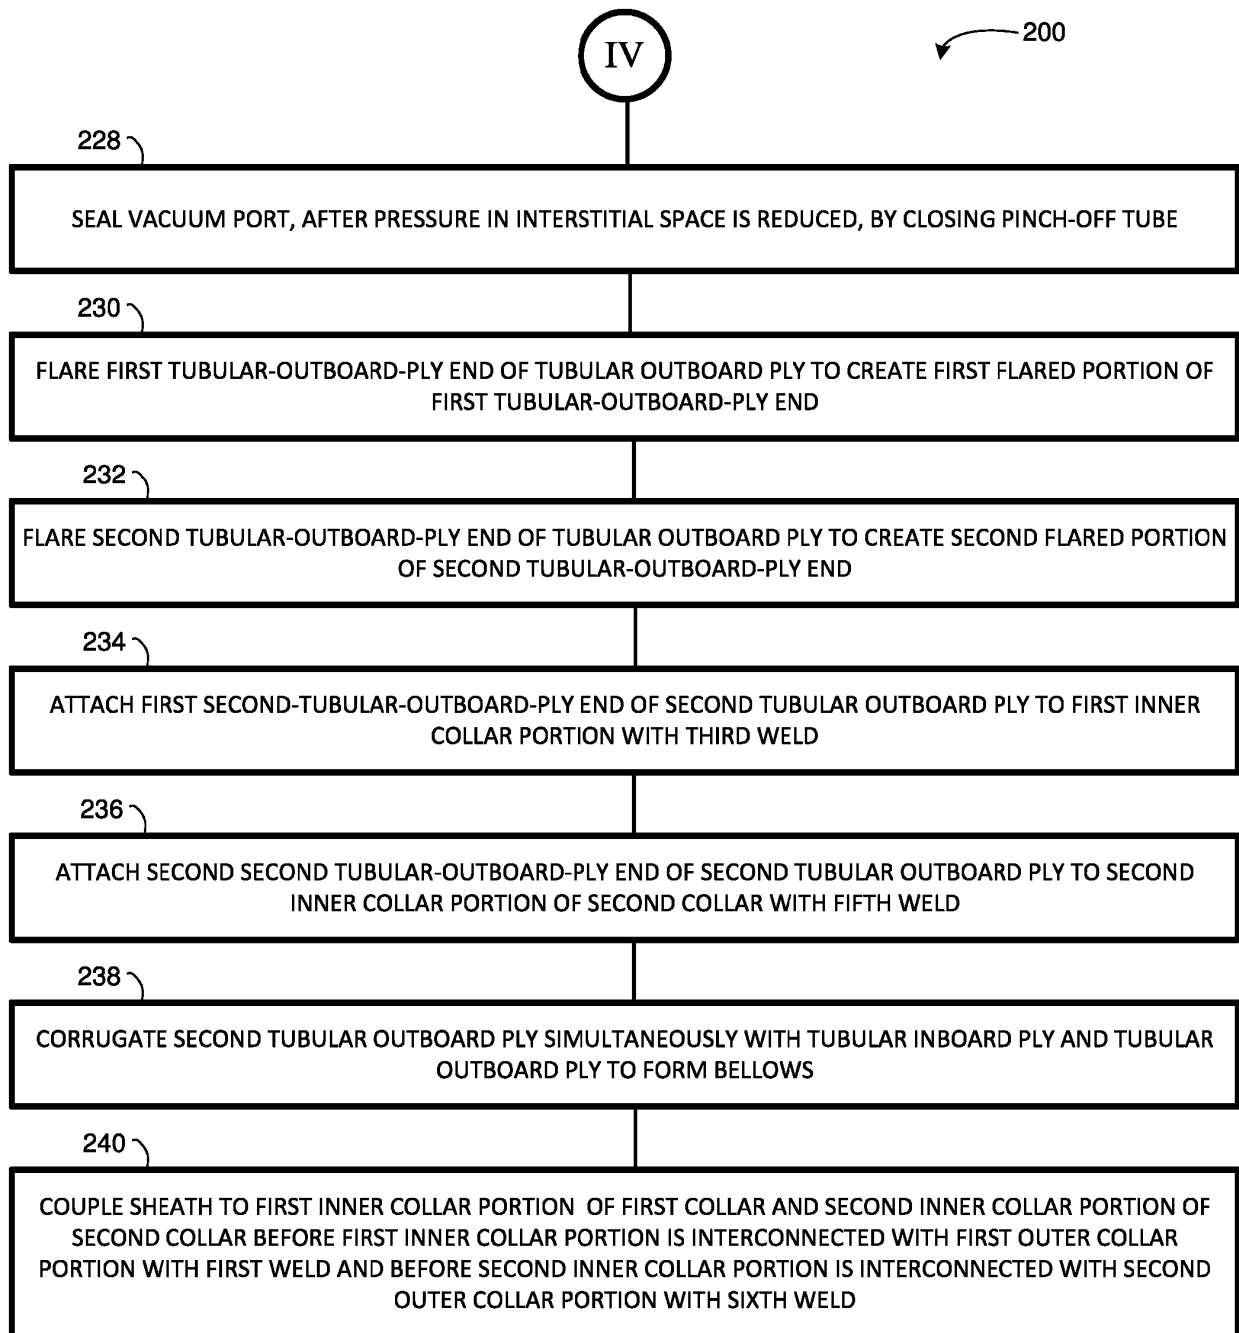 IV
200
228
SEAL VACUUM PORT, AFTER PRESSURE IN INTERSTITIAL SPACE IS REDUCED, BY CLOSING PINCH-OFF TUBE
230
FLARE FIRST TUBULAR-OUTBOARD-PLY END OF TUBULAR OUTBOARD PLY TO CREATE FIRST FLARED PORTION OF
FIRST TUBULAR-OUTBOARD-PLY END
232
FLARE SECOND TUBULAR-OUTBOARD-PLY END OF TUBULAR OUTBOARD PLY TO CREATE SECOND FLARED PORTION
OF SECOND TUBULAR-OUTBOARD-PLY END
234
ATTACH FIRST SECOND-TUBULAR-OUTBOARD-PLY END OF SECOND TUBULAR OUTBOARD PLY TO FIRST INNER
COLLAR PORTION WITH THIRD WELD
236
ATTACH SECOND SECOND TUBULAR-OUTBOARD-PLY END OF SECOND TUBULAR OUTBOARD PLY TO SECOND
INNER COLLAR PORTION OF SECOND COLLAR WITH FIFTH WELD
238
CORRUGATE SECOND TUBULAR OUTBOARD PLY SIMULTANEOUSLY WITH TUBULAR INBOARD PLY AND TUBULAR
OUTBOARD PLY TO FORM BELLOWS
240
COUPLE SHEATH TO FIRST INNER COLLAR PORTION OF FIRST COLLAR AND SECOND INNER COLLAR PORTION OF
SECOND COLLAR BEFORE FIRST INNER COLLAR PORTION IS INTERCONNECTED WITH FIRST OUTER COLLAR
PORTION WITH FIRST WELD AND BEFORE SECOND INNER COLLAR PORTION IS INTERCONNECTED WITH SECOND
OUTER COLLAR PORTION WITH SIXTH WELD